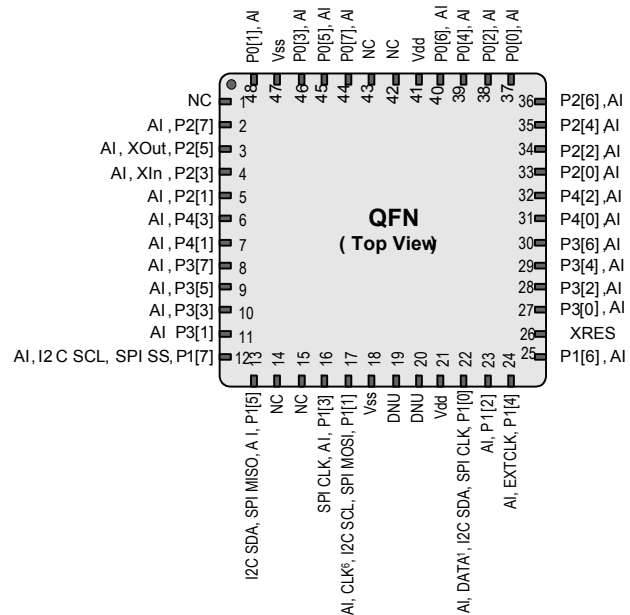 P0[1], AI
Vss
P0[3], AI
P0[5], AI
P0[7], AI
NC
NC
Vdd
P0[6], AI
P0[4], AI
P0[2], AI
P0[0], AI
48
47
46
45
44
43
42
41
40
39
38
37
NC 1
AI , P2[7] 2
AI, XOut, P2[5] 3
AI, XIn , P2[3] 4
AI , P2[1] 5
AI, P4[3] 6
AI, P4[1] 7
AI, P3[7] 8
AI, P3[5] 9
AI, P3[3] 10
AI P3[1] 11
AI, I2 C SCL, SPI SS, P1[7] 12
QFN
( Top View)
36 P2[6] ,AI
35 P2[4] ,AI
34 P2[2] ,AI
33 P2[0] ,AI
32 P4[2] ,AI
31 P4[0] ,AI
30 P3[6] ,AI
29 P3[4] ,AI
28 P3[2] ,AI
27 P3[0] , AI
26 XRES
25 P1[6] , AI
13
14
15
16
17
18
19
20
21
22
23
24
I2C SDA, SPI MISO, A I, P1[5]
NC
NC
SPI CLK, A I, P1[3]
AI, CLK⁶, I2C SCL, SPI MOSI, P1[1]
Vss
DNU
DNU
Vdd
AI, DATA¹, I2C SDA, SPI CLK, P1[0]
AI, P1[2]
AI, EXTCLK, P1[4]